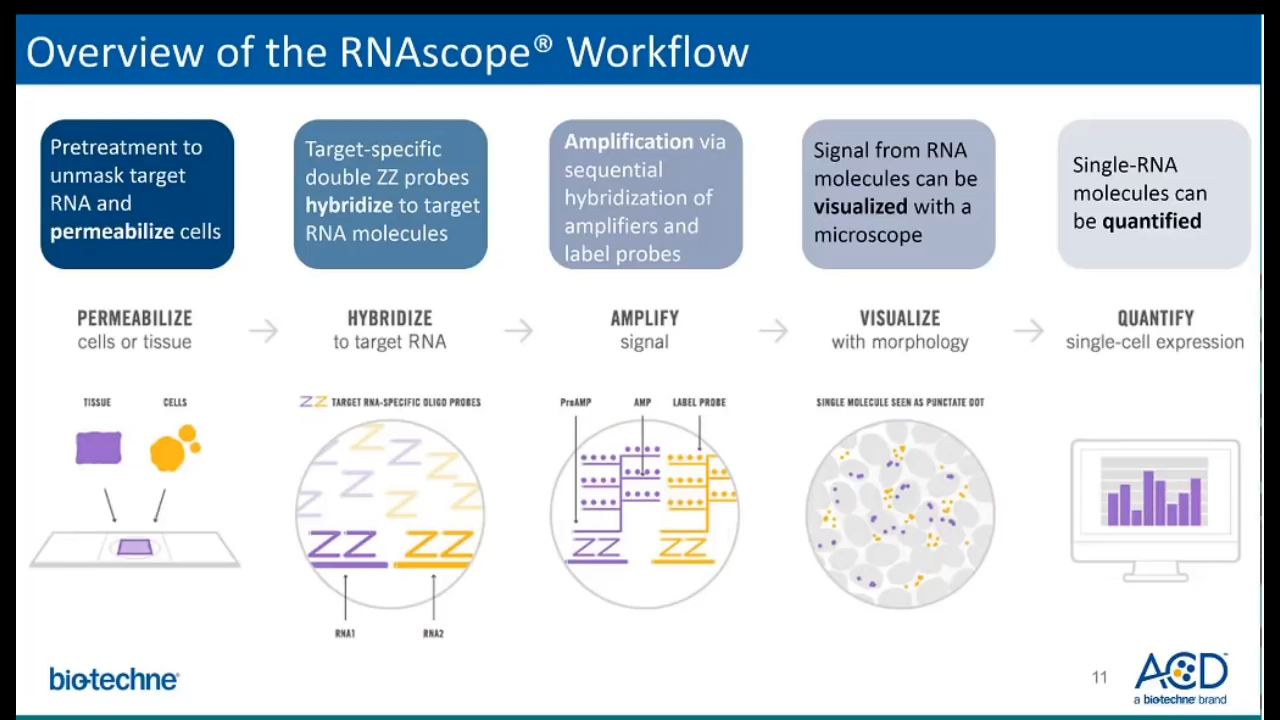 Overview of the RNAscope® Workflow
Pretreatment to
unmask target
RNA and
permeabilize cells
Target-specific
double ZZ probes
hybridize to target
RNA molecules
Amplification via
sequential
hybridization of
amplifiers and
label probes
Signal from RNA
molecules can be
visualized with a
microscope
Single-RNA
molecules can
be quantified
PERMEABILIZE
cells or tissue
HYBRIDIZE
to target RNA
AMPLIFY
signal
VISUALIZE
with morphology
QUANTIFY
single-cell expression
TISSUE
CELLS
ZZ TARGET RNA-SPECIFIC OLIGO PROBES
RNA1
RNA2
PreAMP
AMP
LABEL PROBE
SINGLE MOLECULE SEEN AS PUNCTATE DOT
bio-techne®
11
ACD™
a bio-techne brand